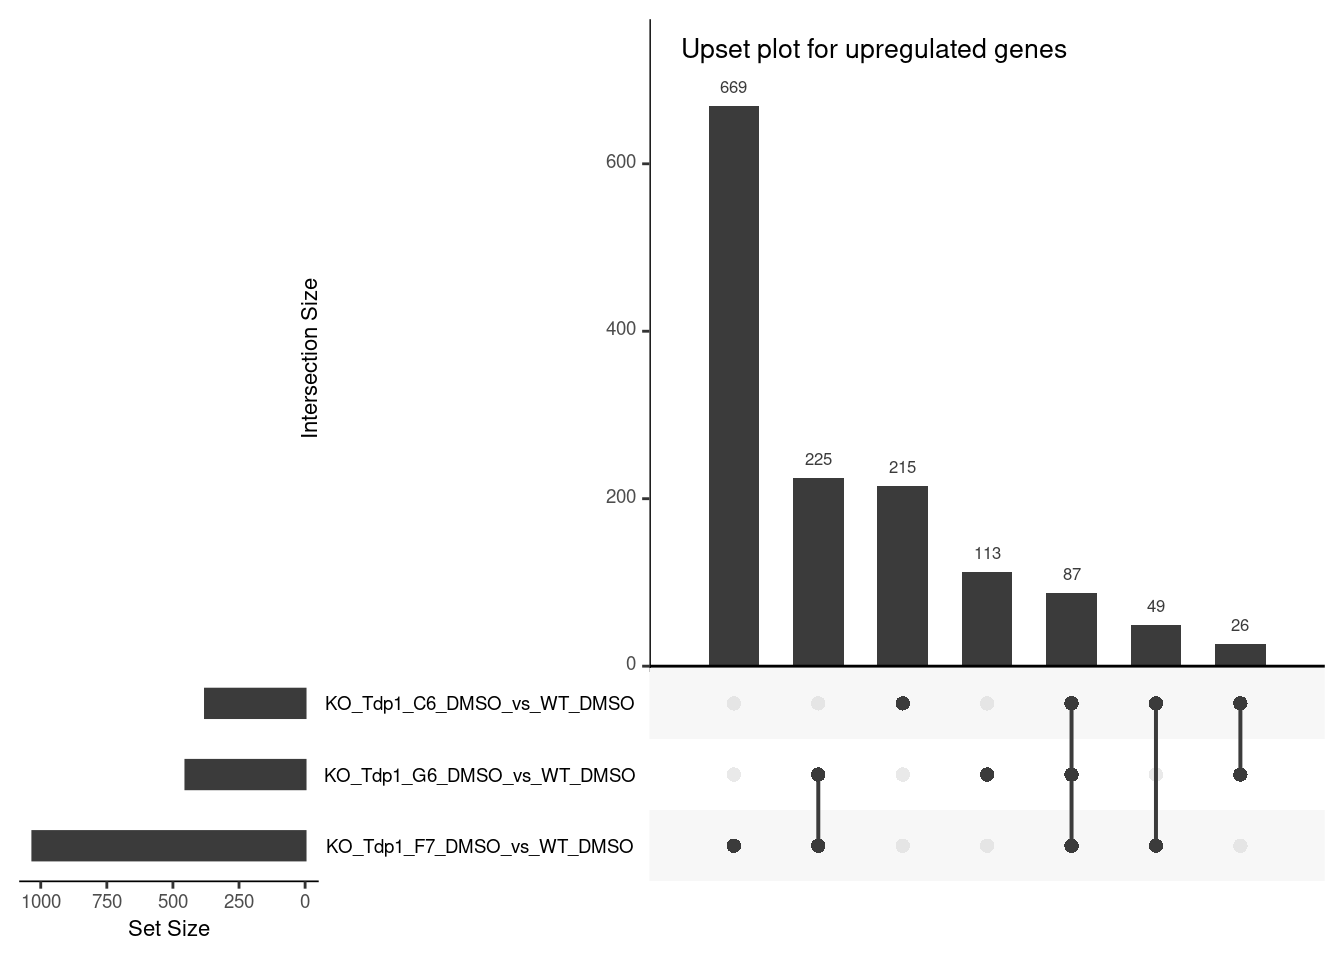 Upset plot for upregulated genes
669
600
400
225
215
200
113
87
49
26
0
Intersection Size
KO_Tdp1_C6_DMSO_vs_WT_DMSO
KO_Tdp1_G6_DMSO_vs_WT_DMSO
KO_Tdp1_F7_DMSO_vs_WT_DMSO
1000 750 500 250 0
Set Size